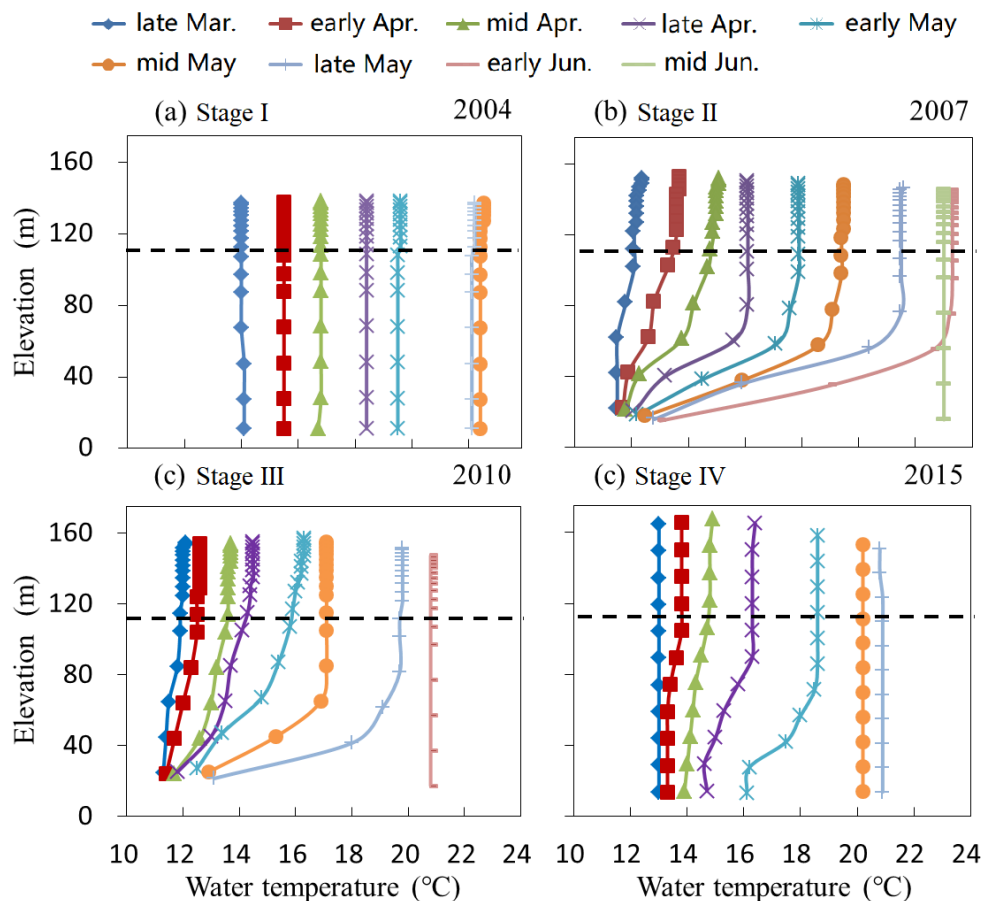 late Mar. early Apr. mid Apr. late Apr. early May
mid May late May early Jun. mid Jun.
(a) Stage I 2004
(b) Stage II 2007
160
120
80
40
0
Elevation (m)
(c) Stage III 2010
(c) Stage IV 2015
160
120
80
40
0
Elevation (m)
10 12 14 16 18 20 22 24
10 12 14 16 18 20 22 24
Water temperature (°C)
Water temperature (°C)